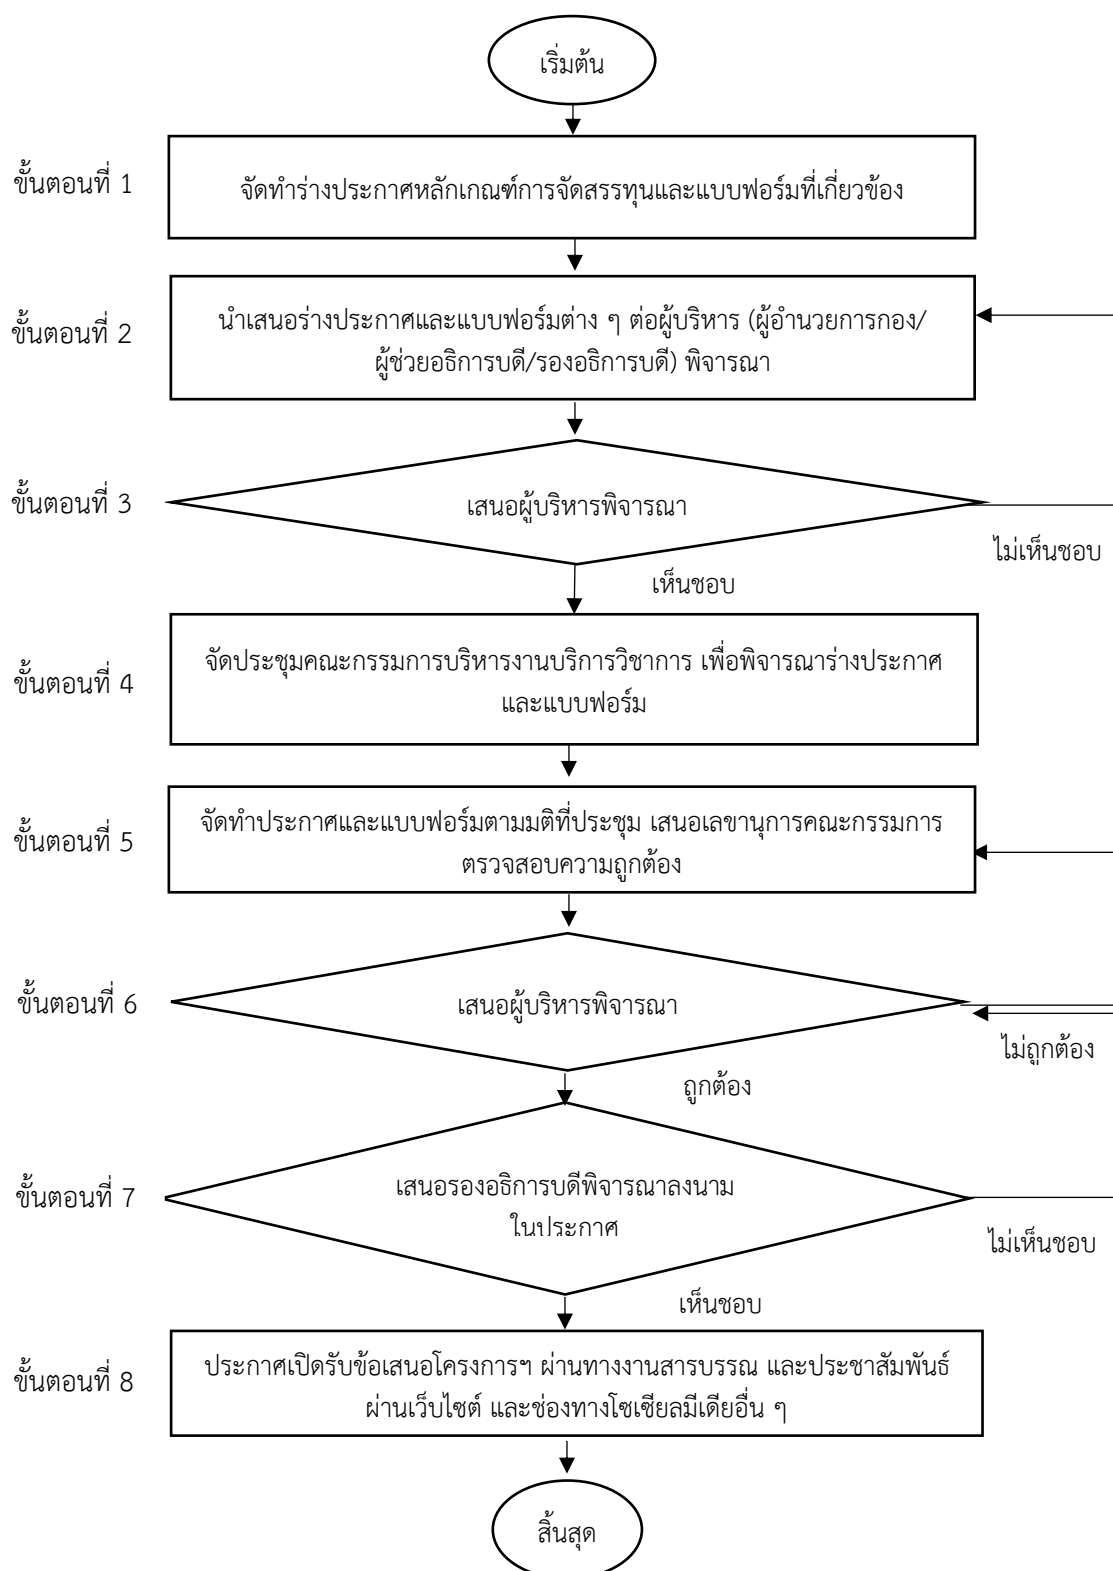 เริ่มต้น
ขั้นตอนที่ 1
จัดทำร่างประกาศหลักเกณฑ์การจัดสรรทุนและแบบฟอร์มที่เกี่ยวข้อง
ขั้นตอนที่ 2
นำเสนอร่างประกาศและแบบฟอร์มต่าง ๆ ต่อผู้บริหาร (ผู้อำนวยการกอง/
ผู้ช่วยอธิการบดี/รองอธิการบดี) พิจารณา
ขั้นตอนที่ 3
เสนอผู้บริหารพิจารณา
ไม่เห็นชอบ
เห็นชอบ
ขั้นตอนที่ 4
จัดประชุมคณะกรรมการบริหารงานบริการวิชาการ เพื่อพิจารณาร่างประกาศ
และแบบฟอร์ม
ขั้นตอนที่ 5
จัดทำประกาศและแบบฟอร์มตามมติที่ประชุม เสนอเลขานุการคณะกรรมการ
ตรวจสอบความถูกต้อง
ขั้นตอนที่ 6
เสนอผู้บริหารพิจารณา
ไม่ถูกต้อง
ถูกต้อง
ขั้นตอนที่ 7
เสนอรองอธิการบดีพิจารณาลงนาม
ในประกาศ
ไม่เห็นชอบ
เห็นชอบ
ขั้นตอนที่ 8
ประกาศเปิดรับข้อเสนอโครงการฯ ผ่านทางงานสารบรรณ และประชาสัมพันธ์
ผ่านเว็บไซต์ และช่องทางโซเซียลมีเดียอื่น ๆ
สิ้นสุด